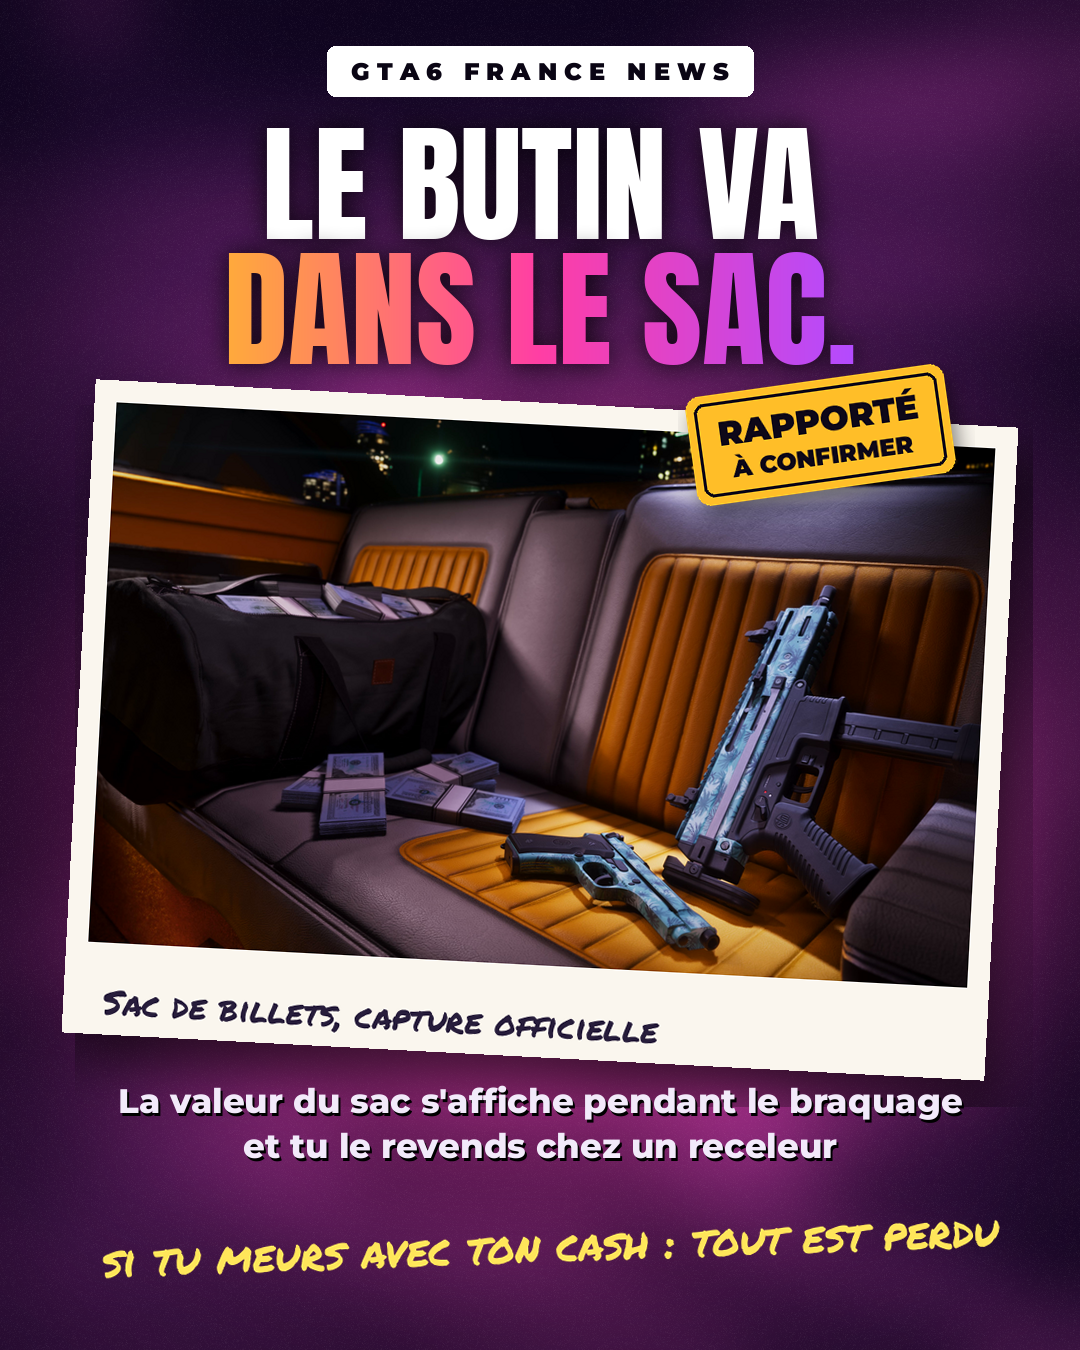 GTA6 FRANCE NEWS
LE BUTIN VA
DANS LE SAC.
RAPPORTÉ
À CONFIRMER
SAC DE BILLETS, CAPTURE OFFICIELLE
La valeur du sac s'affiche pendant le braquage
et tu le revends chez un receleur
SI TU MEURS AVEC TON CASH : TOUT EST PERDU